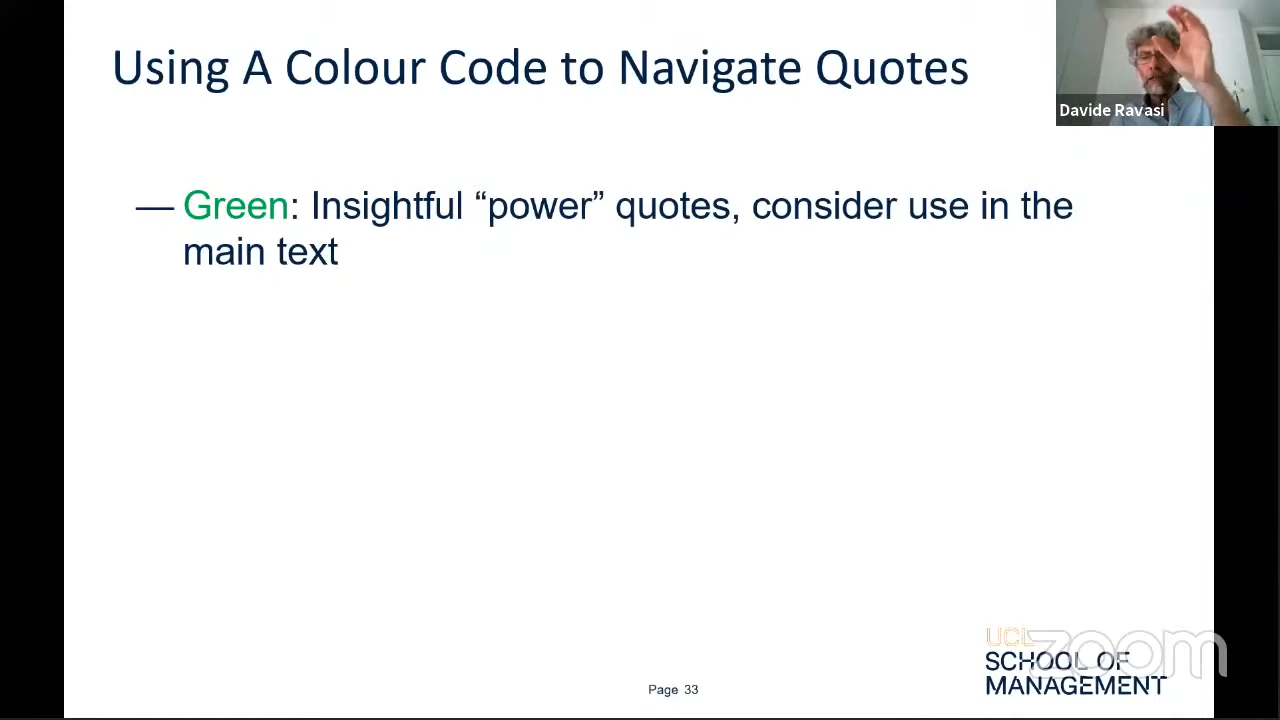 Using A Colour Code to Navigate Quotes
Davide Ravasi
— Green: Insightful “power” quotes, consider use in the
main text
UCL
zoom
SCHOOL OF
MANAGEMENT
Page 33